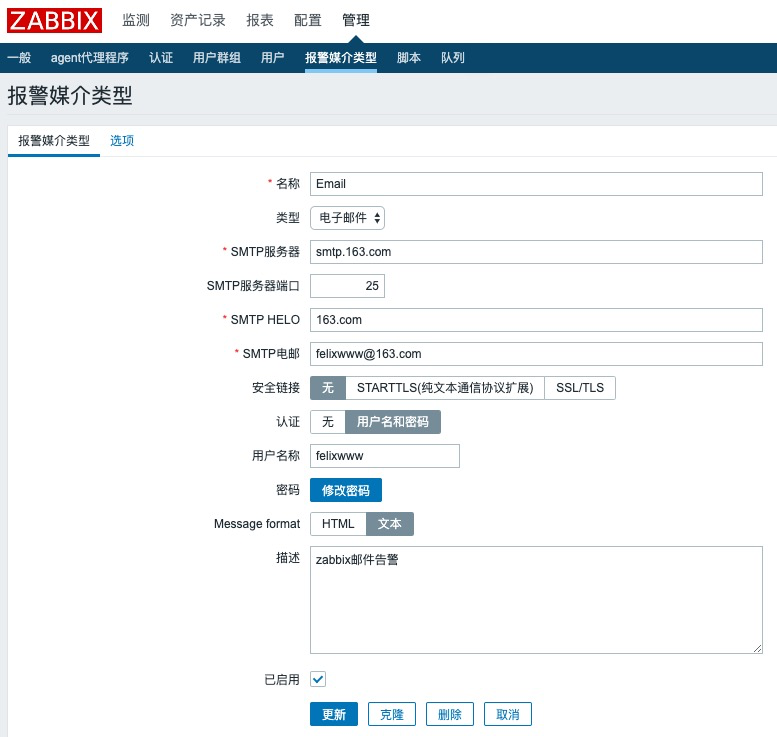 ZABBIX 监测 资产记录 报表 配置 管理
一般 agent代理程序 认证 用户群组 用户 报警媒介类型 脚本 队列
报警媒介类型
报警媒介类型 选项
* 名称 Email
类型 电子邮件
* SMTP服务器 smtp.163.com
SMTP服务器端口 25
* SMTP HELO 163.com
* SMTP电邮 felixwww@163.com
安全链接 无 STARTTLS(纯文本通信协议扩展) SSL/TLS
认证 无 用户名和密码
用户名称 felixwww
密码 修改密码
Message format HTML 文本
描述 zabbix邮件告警
已启用
更新 克隆 删除 取消